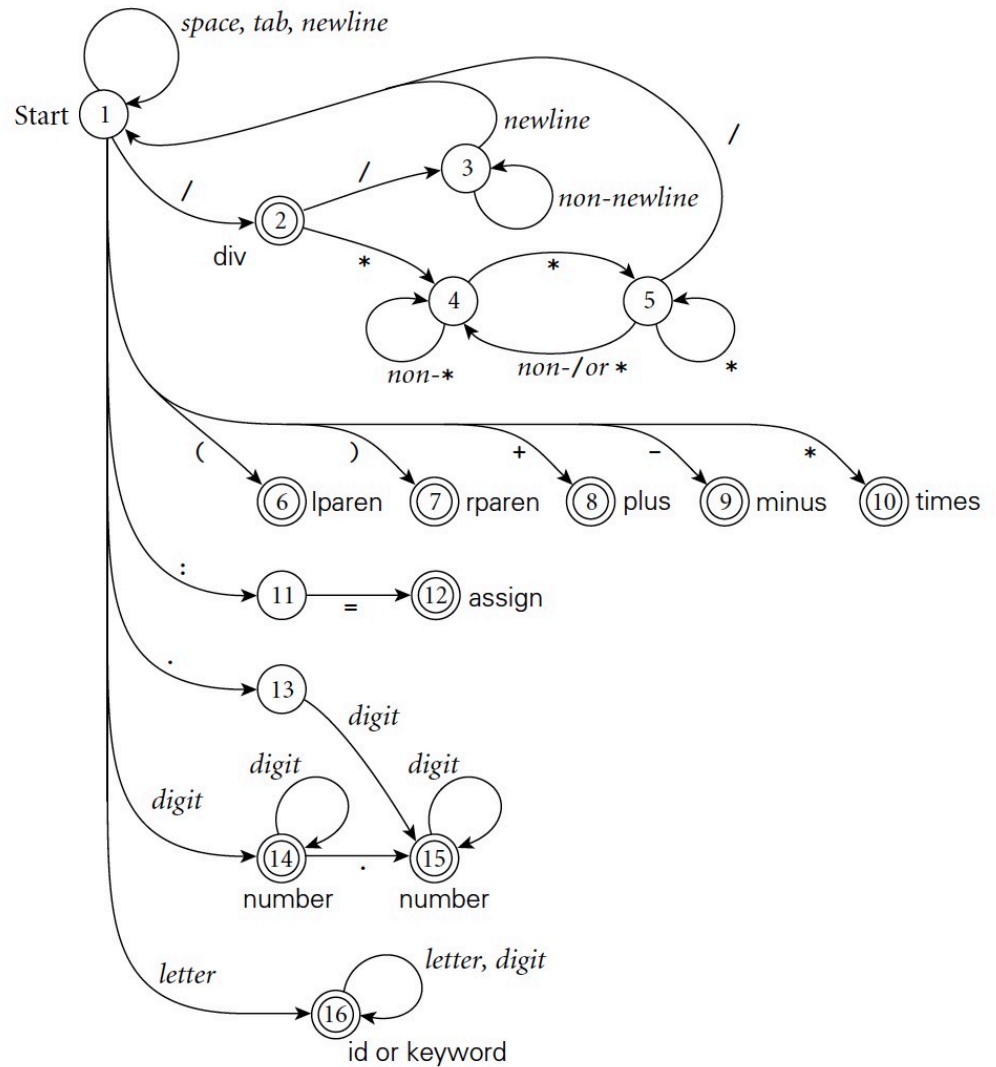 space, tab, newline
Start 1
newline
/
/ 3
/
non-newline
2
div
*
*
4 5
non-* non-/or * *
( ) + - *
6 lparen 7 rparen 8 plus 9 minus 10 times
:
11 = 12 assign
.
13
digit
digit digit
digit
14 . 15
number number
letter letter, digit
16
id or keyword